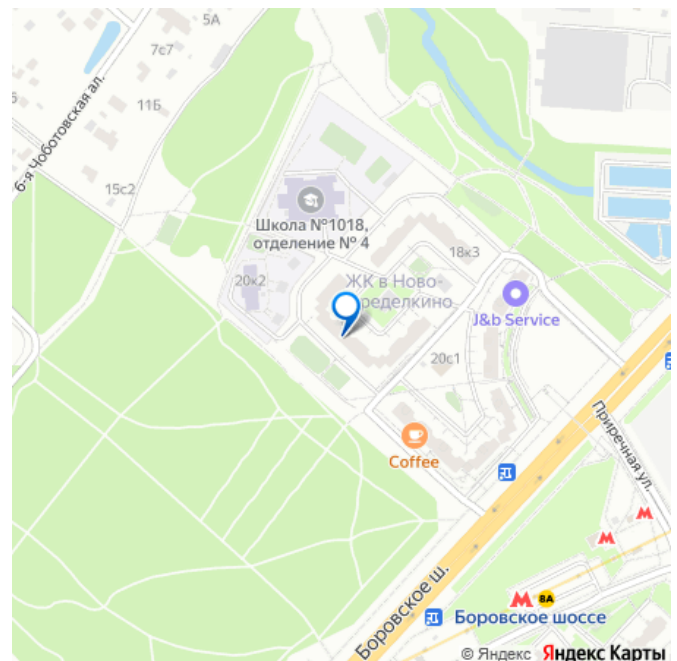 5А
7с7
11Б
6-я Чоботовская ал.
15с2
Школа №1018,
отделение № 4
18к3
20к2
ЖК в Ново-
Переделкино
J&b Service
20с1
Приречная ул.
Coffee
Боровское ш.
8А
Боровское шоссе
© Яндекс Яндекс Карты